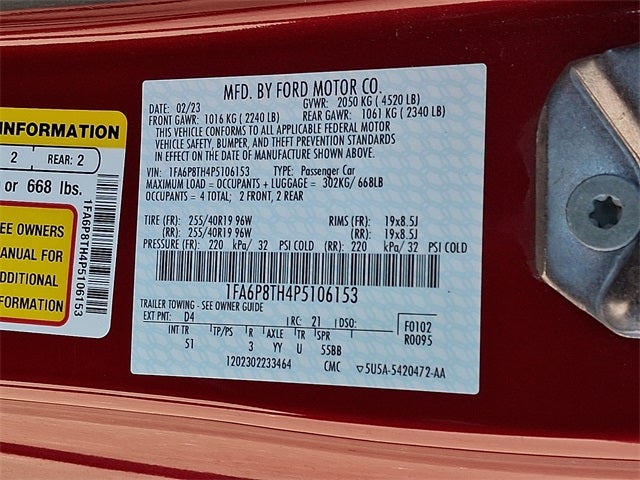 INFORMATION
2 REAR: 2
or 668 lbs.
SEE OWNERS
MANUAL FOR
ADDITIONAL
INFORMATION
1FA6P8TH4P5106153
MFD. BY FORD MOTOR CO.
DATE: 02/23 GVWR: 2050 KG ( 4520 LB)
FRONT GAWR: 1016 KG ( 2240 LB) REAR GAWR: 1061 KG ( 2340 LB)
THIS VEHICLE CONFORMS TO ALL APPLICABLE FEDERAL MOTOR
VEHICLE SAFETY, BUMPER, AND THEFT PREVENTION STANDARDS
IN EFFECT ON THE DATE OF MANUFACTURE SHOWN ABOVE.
VIN: 1FA6P8TH4P5106153 TYPE: Passenger Car
MAXIMUM LOAD = OCCUPANTS + LUGGAGE = 302KG/ 668LB
OCCUPANTS = 4 TOTAL; 2 FRONT, 2 REAR
TIRE (FR): 255/40R19 96W RIMS (FR): 19x8.5J
(RR): 255/40R19 96W (RR): 19x8.5J
PRESSURE (FR): 220 kPa/ 32 PSI COLD (RR): 220 kPa/ 32 PSI COLD
1FA6P8TH4P5106153
TRAILER TOWING - SEE OWNER GUIDE
EXT PNT: D4 RC: 21 DSO: F0102
INT TR TP/PS R AXLE TR SPR R0095
51 3 YY U 55BB
1202302233464 CMC ▽5USA-5420472-AA